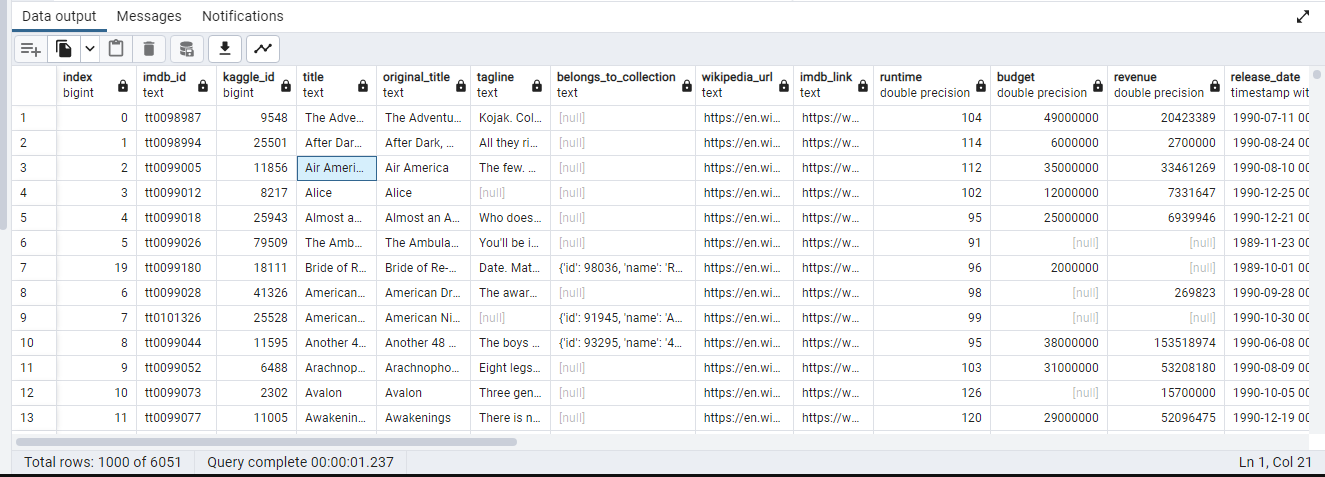 Data output Messages Notifications
index imdb_id kaggle_id title original_title tagline belongs_to_collection wikipedia_url imdb_link runtime budget revenue release_date
bigint text bigint text text text text text text double precision double precision double precision timestamp wit
1 0 tt0098987 9548 The Adve... The Adventu... Kojak. Col... [null] https://en.wi... https://w... 104 49000000 20423389 1990-07-11 00
2 1 tt0098994 25501 After Dar... After Dark, ... All they ri... [null] https://en.wi... https://w... 114 6000000 2700000 1990-08-24 00
3 2 tt0099005 11856 Air Ameri... Air America The few. ... [null] https://en.wi... https://w... 112 35000000 33461269 1990-08-10 00
4 3 tt0099012 8217 Alice Alice [null] [null] https://en.wi... https://w... 102 12000000 7331647 1990-12-25 00
5 4 tt0099018 25943 Almost a... Almost an A... Who does... [null] https://en.wi... https://w... 95 25000000 6939946 1990-12-21 00
6 5 tt0099026 79509 The Amb... The Ambula... You'll be i... [null] https://en.wi... https://w... 91 [null] [null] 1989-11-23 00
7 19 tt0099180 18111 Bride of R... Bride of Re-... Date. Mat... {'id': 98036, 'name': 'R... https://en.wi... https://w... 96 2000000 [null] 1989-10-01 00
8 6 tt0099028 41326 American... American Dr... The awar... [null] https://en.wi... https://w... 98 [null] 269823 1990-09-28 00
9 7 tt0101326 25528 American... American Ni... [null] {'id': 91945, 'name': 'A... https://en.wi... https://w... 99 [null] [null] 1990-10-30 00
10 8 tt0099044 11595 Another 4... Another 48 ... The boys ... {'id': 93295, 'name': '4... https://en.wi... https://w... 95 38000000 153518974 1990-06-08 00
11 9 tt0099052 6488 Arachnop... Arachnopho... Eight legs... [null] https://en.wi... https://w... 103 31000000 53208180 1990-08-09 00
12 10 tt0099073 2302 Avalon Avalon Three gen... [null] https://en.wi... https://w... 126 [null] 15700000 1990-10-05 00
13 11 tt0099077 11005 Awakenin... Awakenings There is n... [null] https://en.wi... https://w... 120 29000000 52096475 1990-12-19 00
Total rows: 1000 of 6051 Query complete 00:00:01.237 Ln 1, Col 21